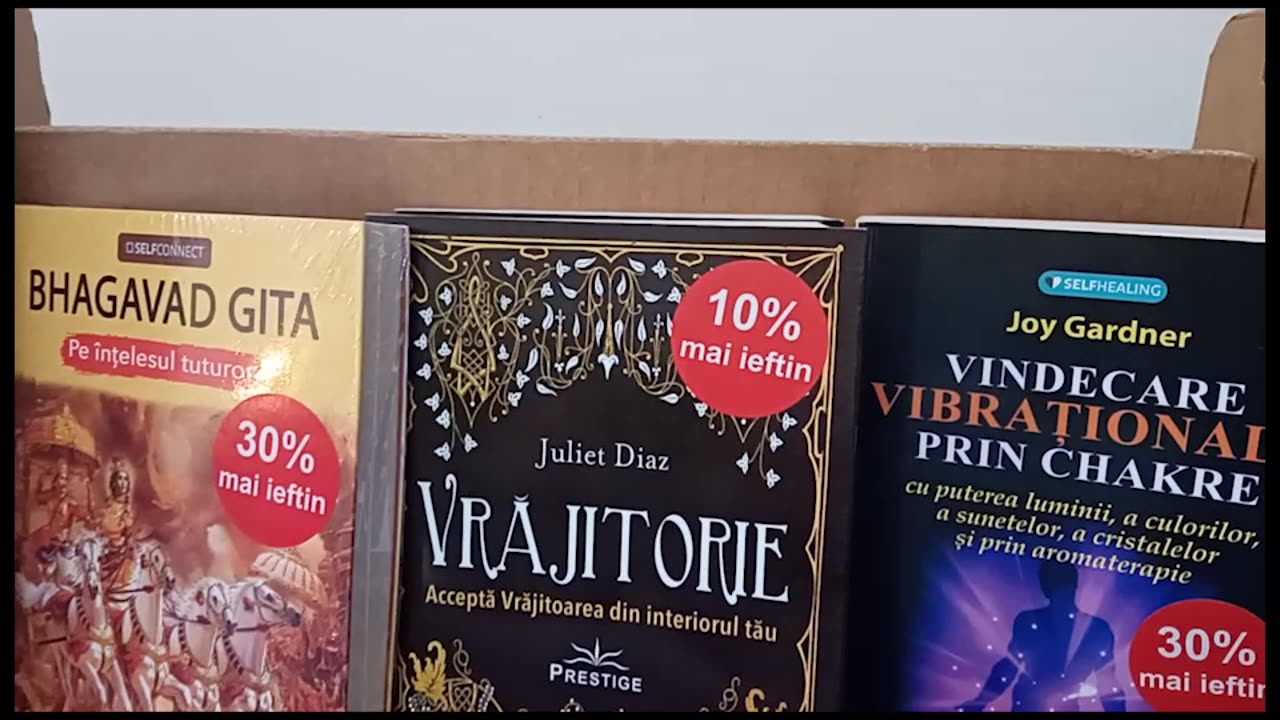 SELFCONNECT
BHAGAVAD GITA
Pe înțelesul tuturor
30%
mai ieftin
10%
mai ieftin
Juliet Diaz
VRĂJITORIE
Acceptă Vrăjitoarea din interiorul tău
PRESTIGE
SELFHEALING
Joy Gardner
VINDECARE
VIBRAȚIONAL
PRIN CHAKRE
cu puterea luminii, a culorilor,
a sunetelor, a cristalelor
și prin aromaterapie
30%
mai ieftin